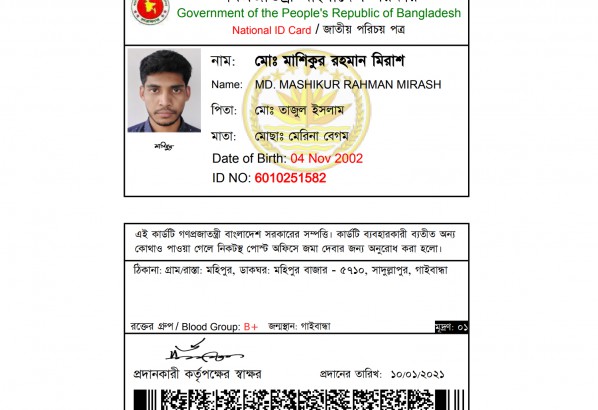 Government of the People's Republic of Bangladesh
National ID Card / জাতীয় পরিচয় পত্র
নাম: মোঃ মাশিকুর রহমান মিরাশ
Name: MD. MASHIKUR RAHMAN MIRASH
পিতা: মোঃ তাজুল ইসলাম
মাতা: মোছাঃ মেরিনা বেগম
Date of Birth: 04 Nov 2002
ID NO: 6010251582
এই কার্ডটি গণপ্রজাতন্ত্রী বাংলাদেশ সরকারের সম্পত্তি। কার্ডটি ব্যবহারকারী ব্যতীত অন্য
কোথাও পাওয়া গেলে নিকটস্থ পোস্ট অফিসে জমা দেবার জন্য অনুরোধ করা হলো।
ঠিকানা: গ্রাম/রাস্তা: মহিপুর, ডাকঘর: মহিপুর বাজার - ৫৭১০, সাদুল্লাপুর, গাইবান্ধা
রক্তের গ্রুপ / Blood Group: B+ জন্মস্থান: গাইবান্ধা মুদ্রণ: ০১
প্রদানকারী কর্তৃপক্ষের স্বাক্ষর প্রদানের তারিখ: ১০/০১/২০২১